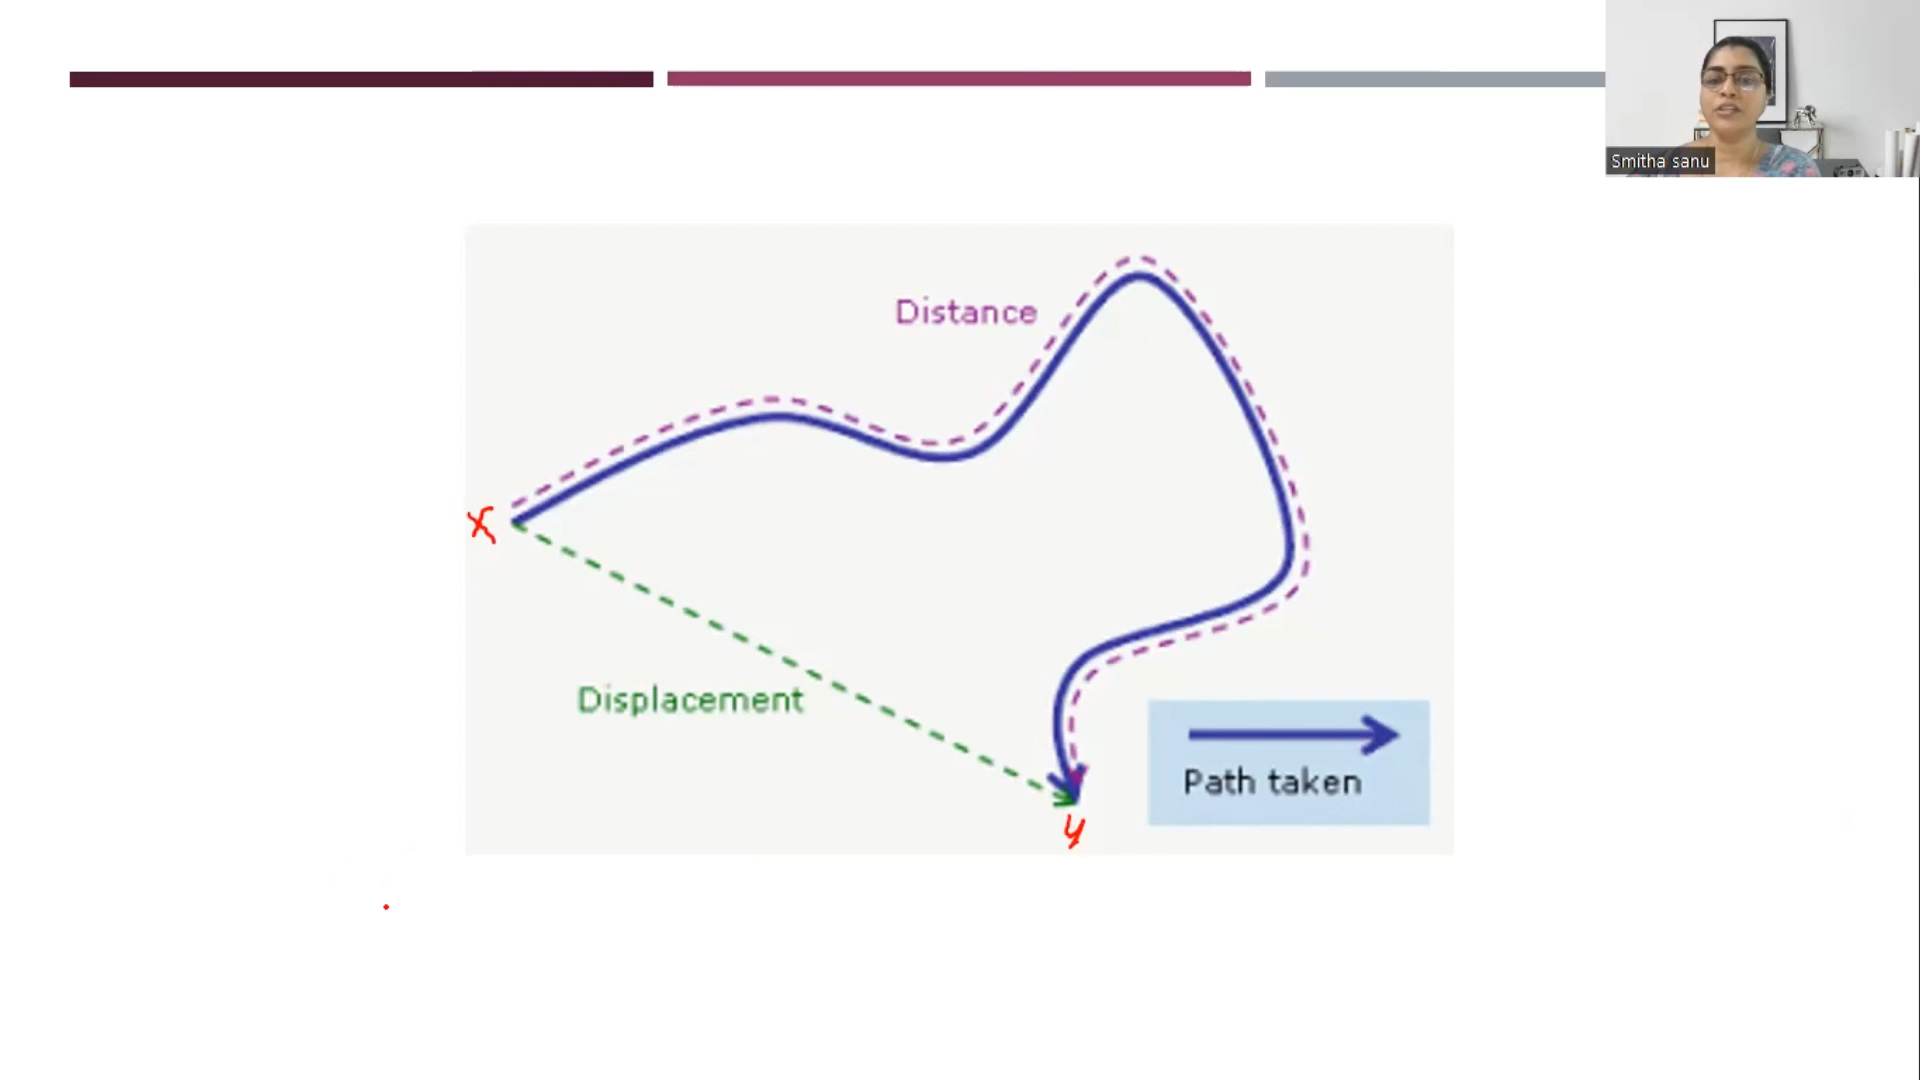 Smitha sanu
Distance
X
Displacement
Path taken
y